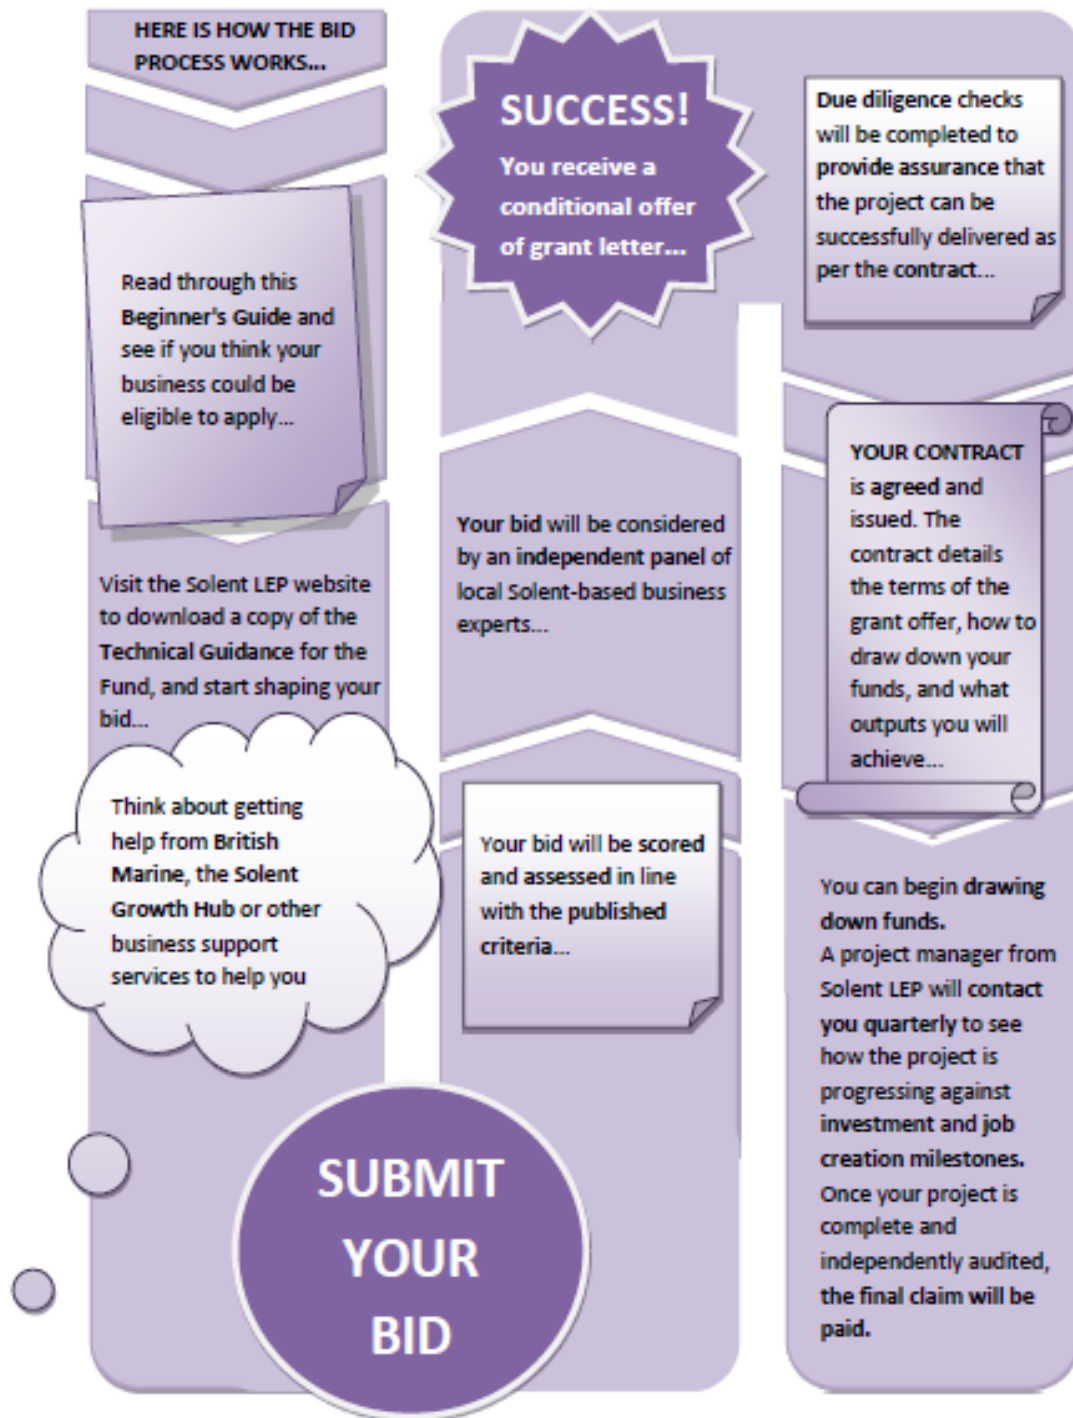 HERE IS HOW THE BID
PROCESS WORKS...
Read through this
Beginner's Guide and
see if you think your
business could be
eligible to apply...
Visit the Solent LEP website
to download a copy of the
Technical Guidance for the
Fund, and start shaping your
bid...
Think about getting
help from British
Marine, the Solent
Growth Hub or other
business support
services to help you
SUBMIT
YOUR
BID
Your bid will be scored
and assessed in line
with the published
criteria...
Your bid will be considered
by an independent panel of
local Solent-based business
experts...
SUCCESS!
You receive a
conditional offer
of grant letter...
Due diligence checks
will be completed to
provide assurance that
the project can be
successfully delivered as
per the contract...
YOUR CONTRACT
is agreed and
issued. The
contract details
the terms of the
grant offer, how to
draw down your
funds, and what
outputs you will
achieve...
You can begin drawing
down funds.
A project manager from
Solent LEP will contact
you quarterly to see
how the project is
progressing against
investment and job
creation milestones.
Once your project is
complete and
independently audited,
the final claim will be
paid.